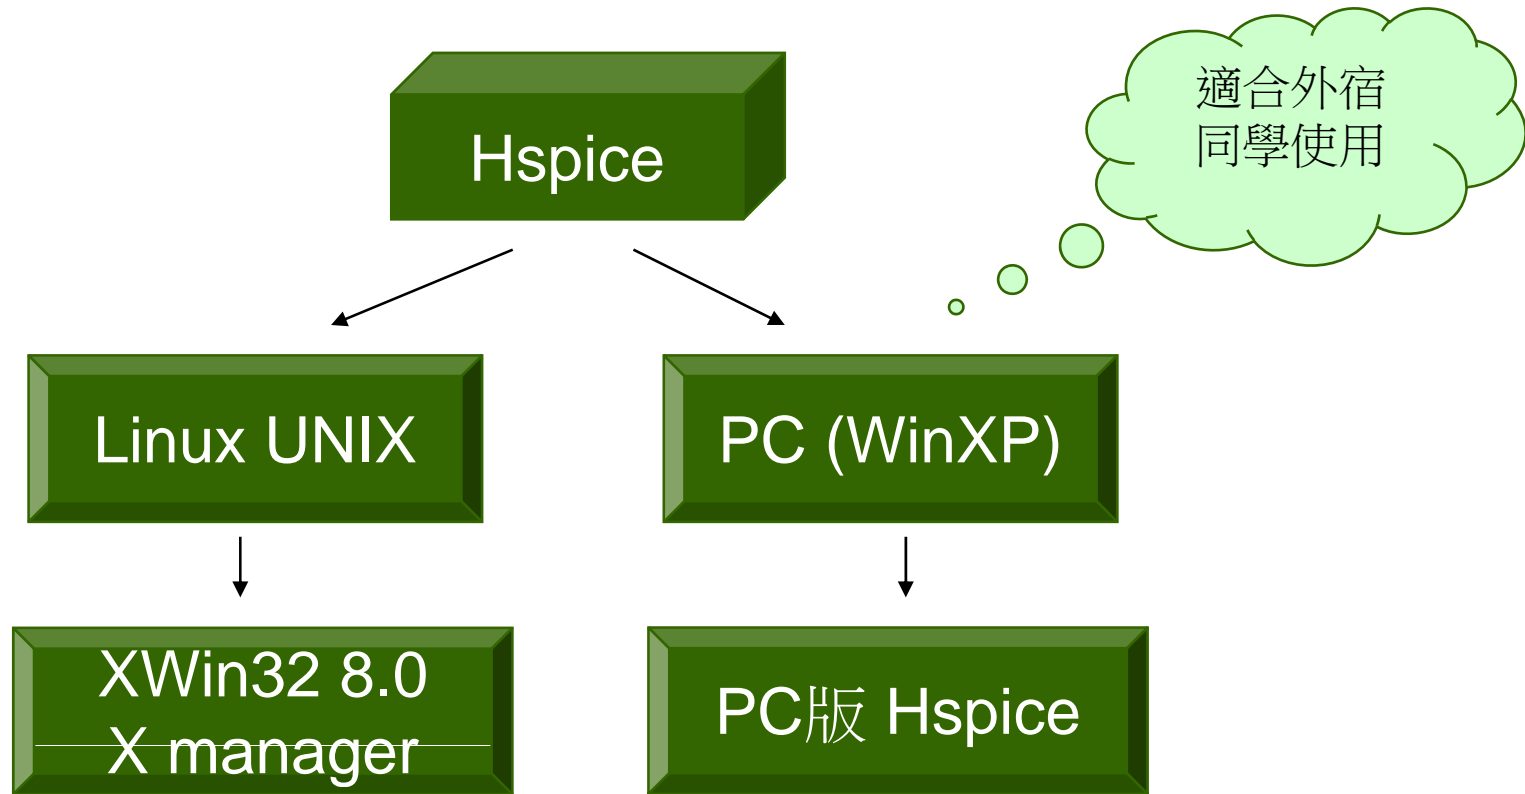 Hspice
適合外宿
同學使用
Linux UNIX
PC (WinXP)
XWin32 8.0
X manager
PC版 Hspice